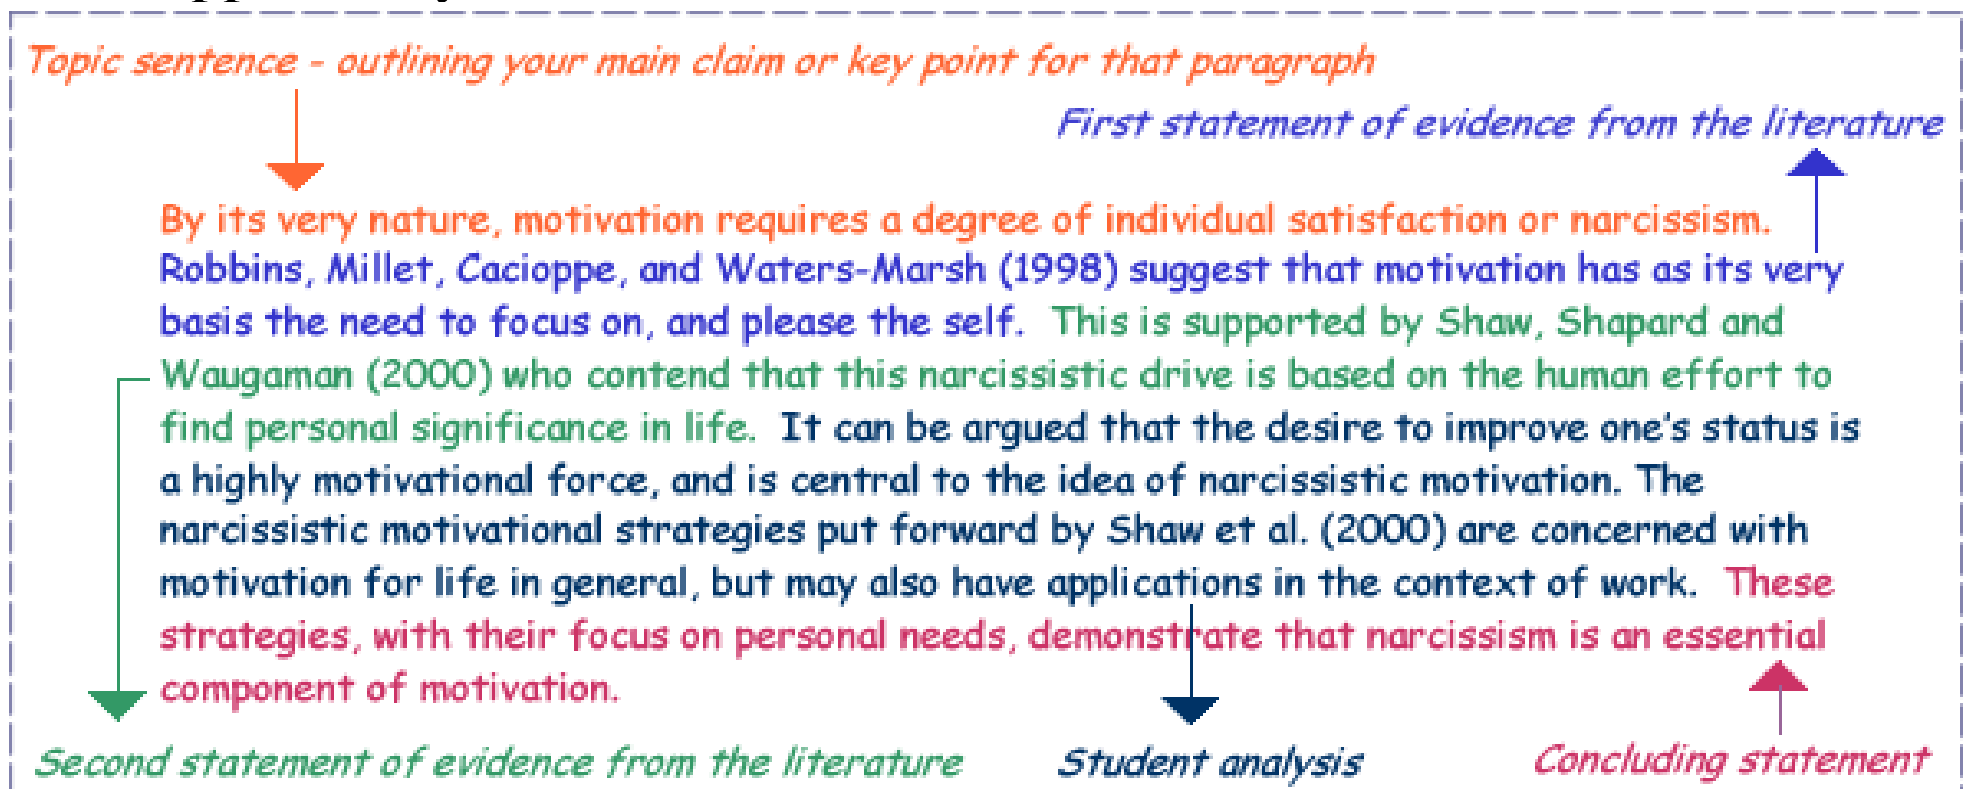 Topic sentence - outlining your main claim or key point for that paragraph
First statement of evidence from the literature
By its very nature, motivation requires a degree of individual satisfaction or narcissism.
Robbins, Millet, Cacioppe, and Waters-Marsh (1998) suggest that motivation has as its very
basis the need to focus on, and please the self. This is supported by Shaw, Shapard and
Waugaman (2000) who contend that this narcissistic drive is based on the human effort to
find personal significance in life. It can be argued that the desire to improve one's status is
a highly motivational force, and is central to the idea of narcissistic motivation. The
narcissistic motivational strategies put forward by Shaw et al. (2000) are concerned with
motivation for life in general, but may also have applications in the context of work. These
strategies, with their focus on personal needs, demonstrate that narcissism is an essential
component of motivation.
Second statement of evidence from the literature
Student analysis
Concluding statement